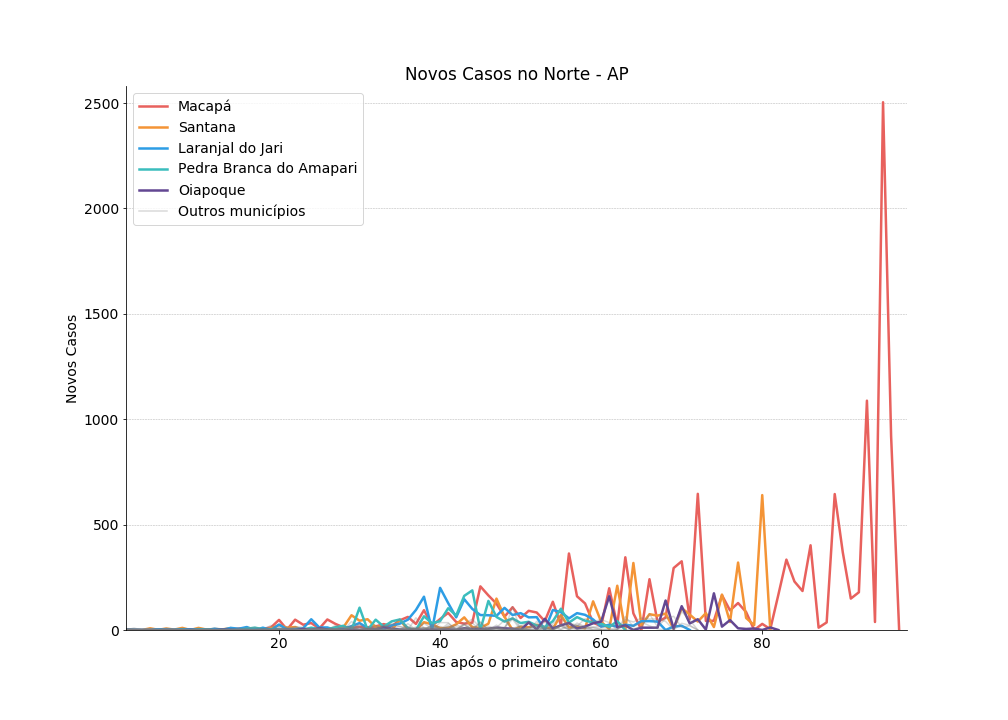 Novos Casos no Norte - AP
Macapá
Santana
Laranjal do Jari
Pedra Branca do Amapari
Oiapoque
Outros municípios
Novos Casos
2500
2000
1500
1000
500
0
20
40
60
80
Dias após o primeiro contato